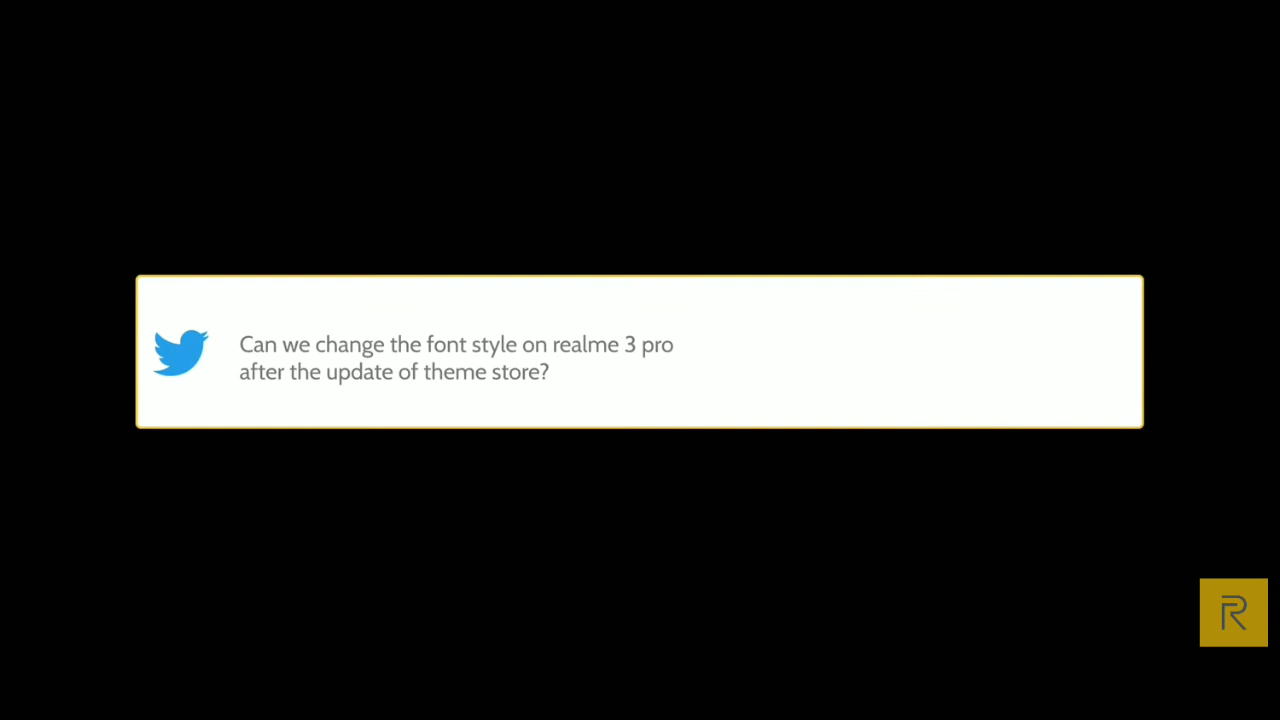 Can we change the font style on realme 3 pro
after the update of theme store?
R